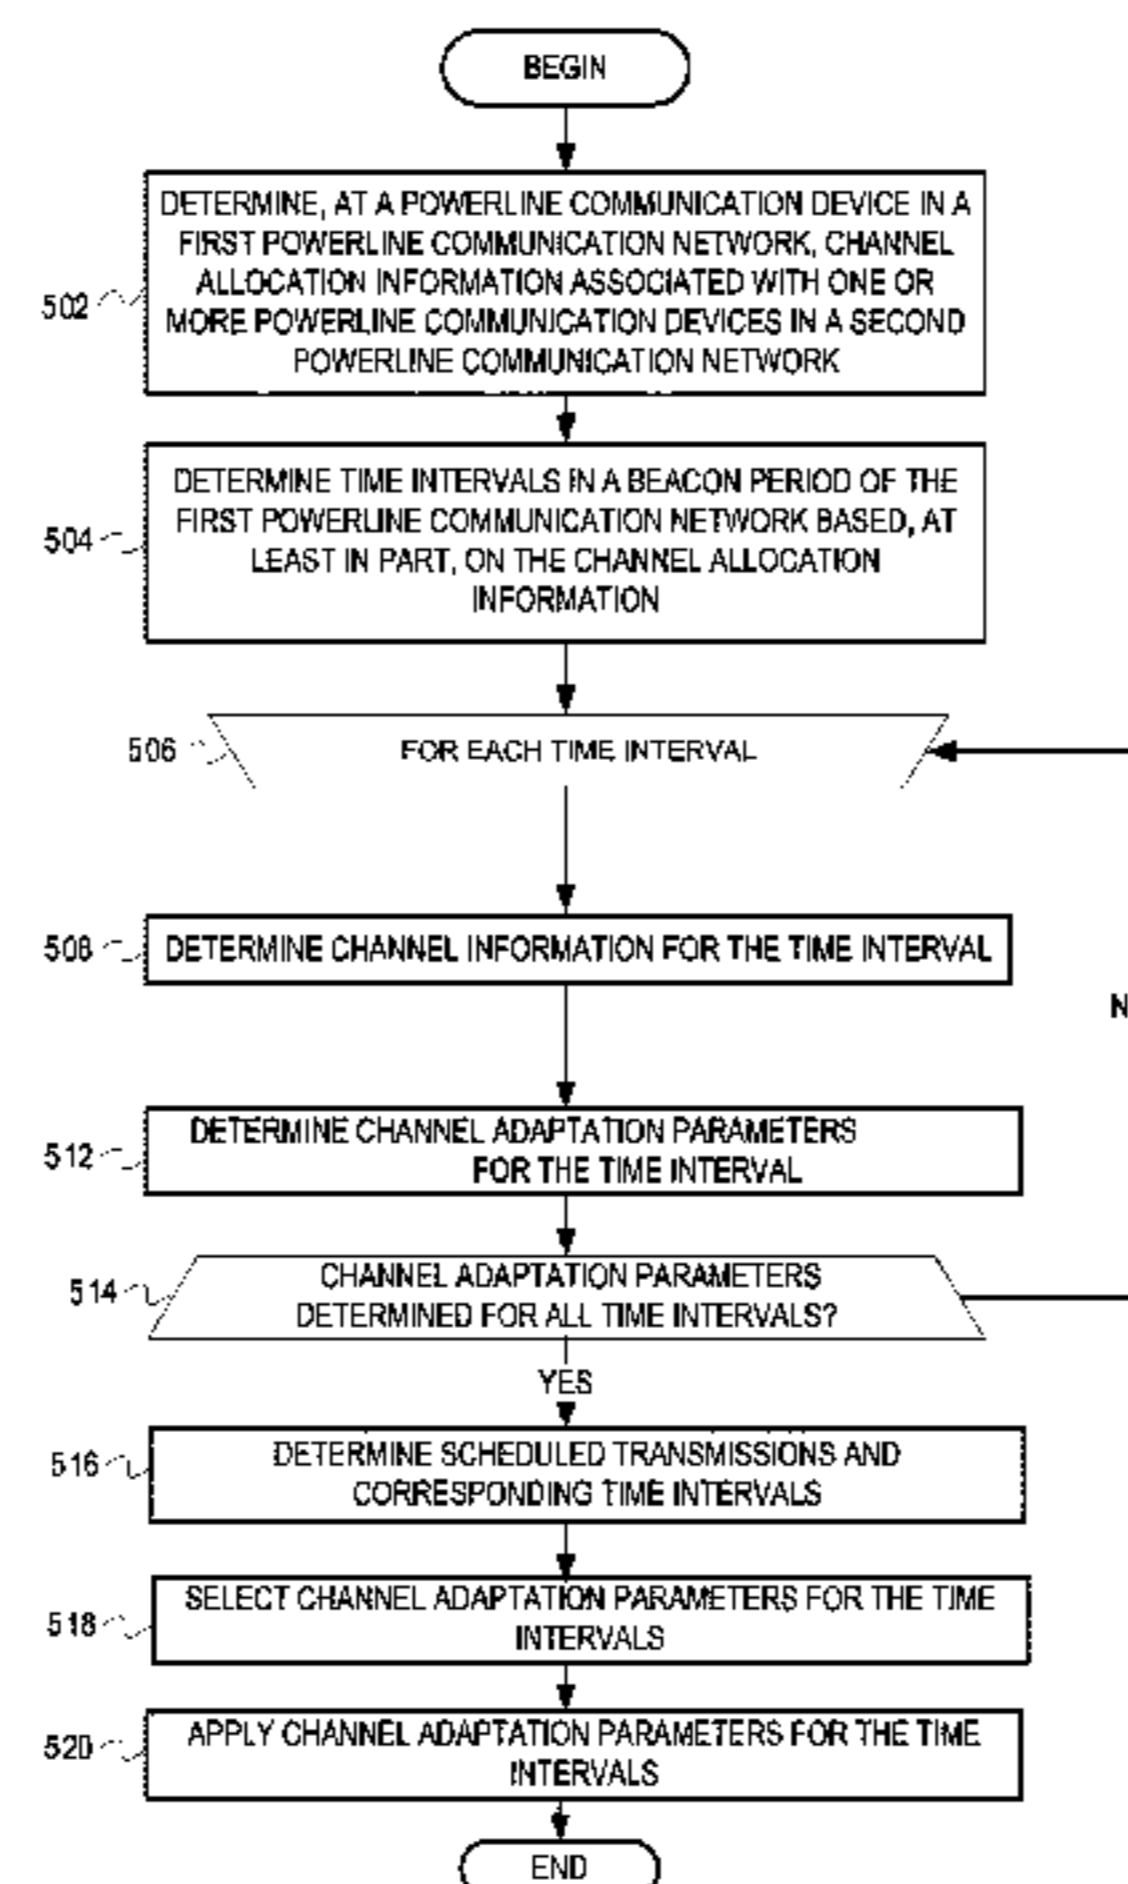 BEGIN
502
DETERMINE, AT A POWERLINE COMMUNICATION DEVICE IN A
FIRST POWERLINE COMMUNICATION NETWORK, CHANNEL
ALLOCATION INFORMATION ASSOCIATED WITH ONE OR
MORE POWERLINE COMMUNICATION DEVICES IN A SECOND
POWERLINE COMMUNICATION NETWORK
504
DETERMINE TIME INTERVALS IN A BEACON PERIOD OF THE
FIRST POWERLINE COMMUNICATION NETWORK BASED, AT
LEAST IN PART, ON THE CHANNEL ALLOCATION
INFORMATION
506
FOR EACH TIME INTERVAL
508
DETERMINE CHANNEL INFORMATION FOR THE TIME INTERVAL
N
512
DETERMINE CHANNEL ADAPTATION PARAMETERS
FOR THE TIME INTERVAL
514
CHANNEL ADAPTATION PARAMETERS
DETERMINED FOR ALL TIME INTERVALS?
YES
516
DETERMINE SCHEDULED TRANSMISSIONS AND
CORRESPONDING TIME INTERVALS
518
SELECT CHANNEL ADAPTATION PARAMETERS FOR THE TIME
INTERVALS
520
APPLY CHANNEL ADAPTATION PARAMETERS FOR THE TIME
INTERVALS
END